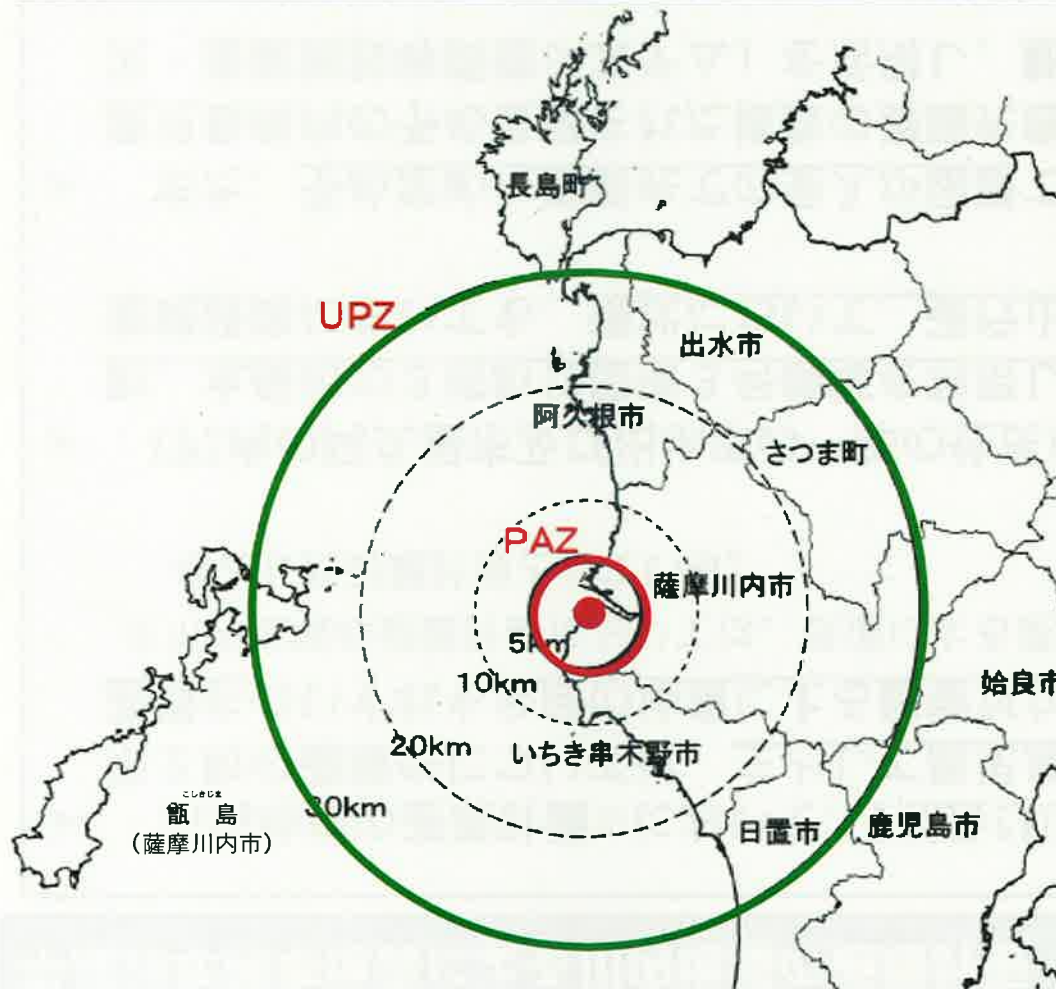 長島町
UPZ
出水市
阿久根市
さつま町
PAZ
薩摩川内市
5km
10km
姶良市
20km
いちき串木野市
30km
こしきじま
甑島
(薩摩川内市)
日置市
鹿児島市